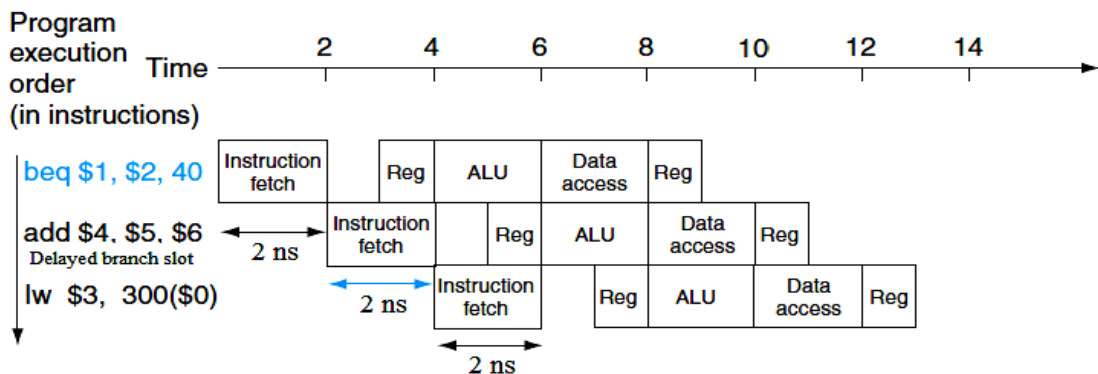 Program
execution
order
(in instructions)
Time
2 4 6 8 10 12 14
beq $1, $2, 40
Instruction
fetch
Reg
ALU
Data
access
Reg
add $4, $5, $6
Delayed branch slot
2 ns
Instruction
fetch
Reg
ALU
Data
access
Reg
lw $3, 300($0)
2 ns
Instruction
fetch
Reg
ALU
Data
access
Reg
2 ns